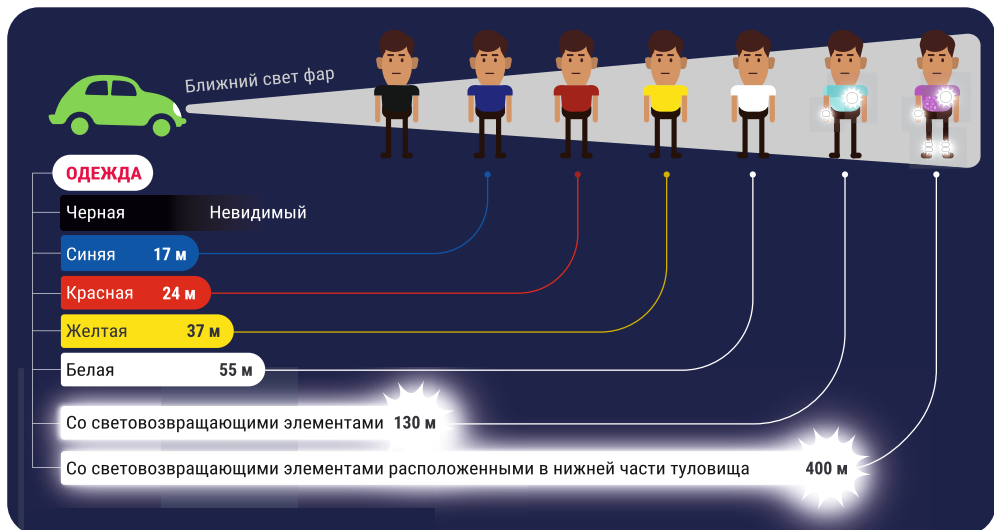 Ближний свет фар
ОДЕЖДА
Черная Невидимый
Синяя 17 м
Красная 24 м
Желтая 37 м
Белая 55 м
Со световозвращающими элементами 130 м
Со световозвращающими элементами расположенными в нижней части туловища 400 м